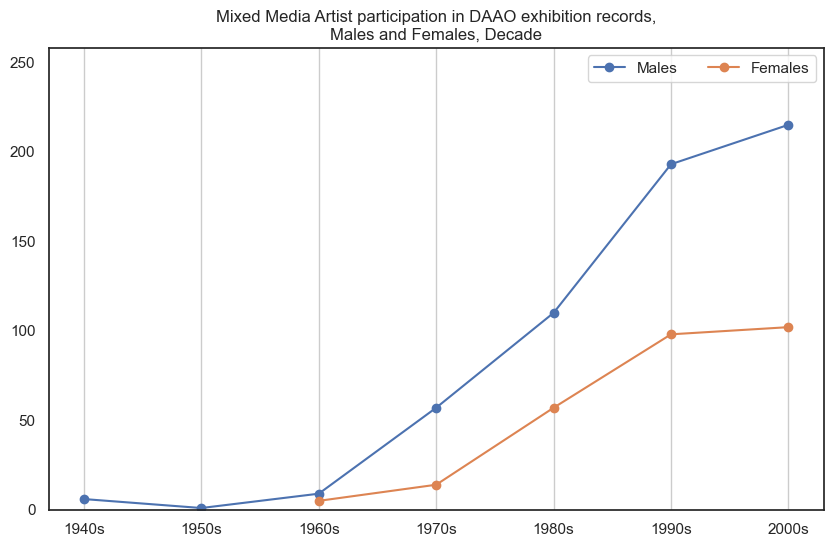 Mixed Media Artist participation in DAAO exhibition records,
Males and Females, Decade
Males
Females
250
200
150
100
50
0
1940s
1950s
1960s
1970s
1980s
1990s
2000s